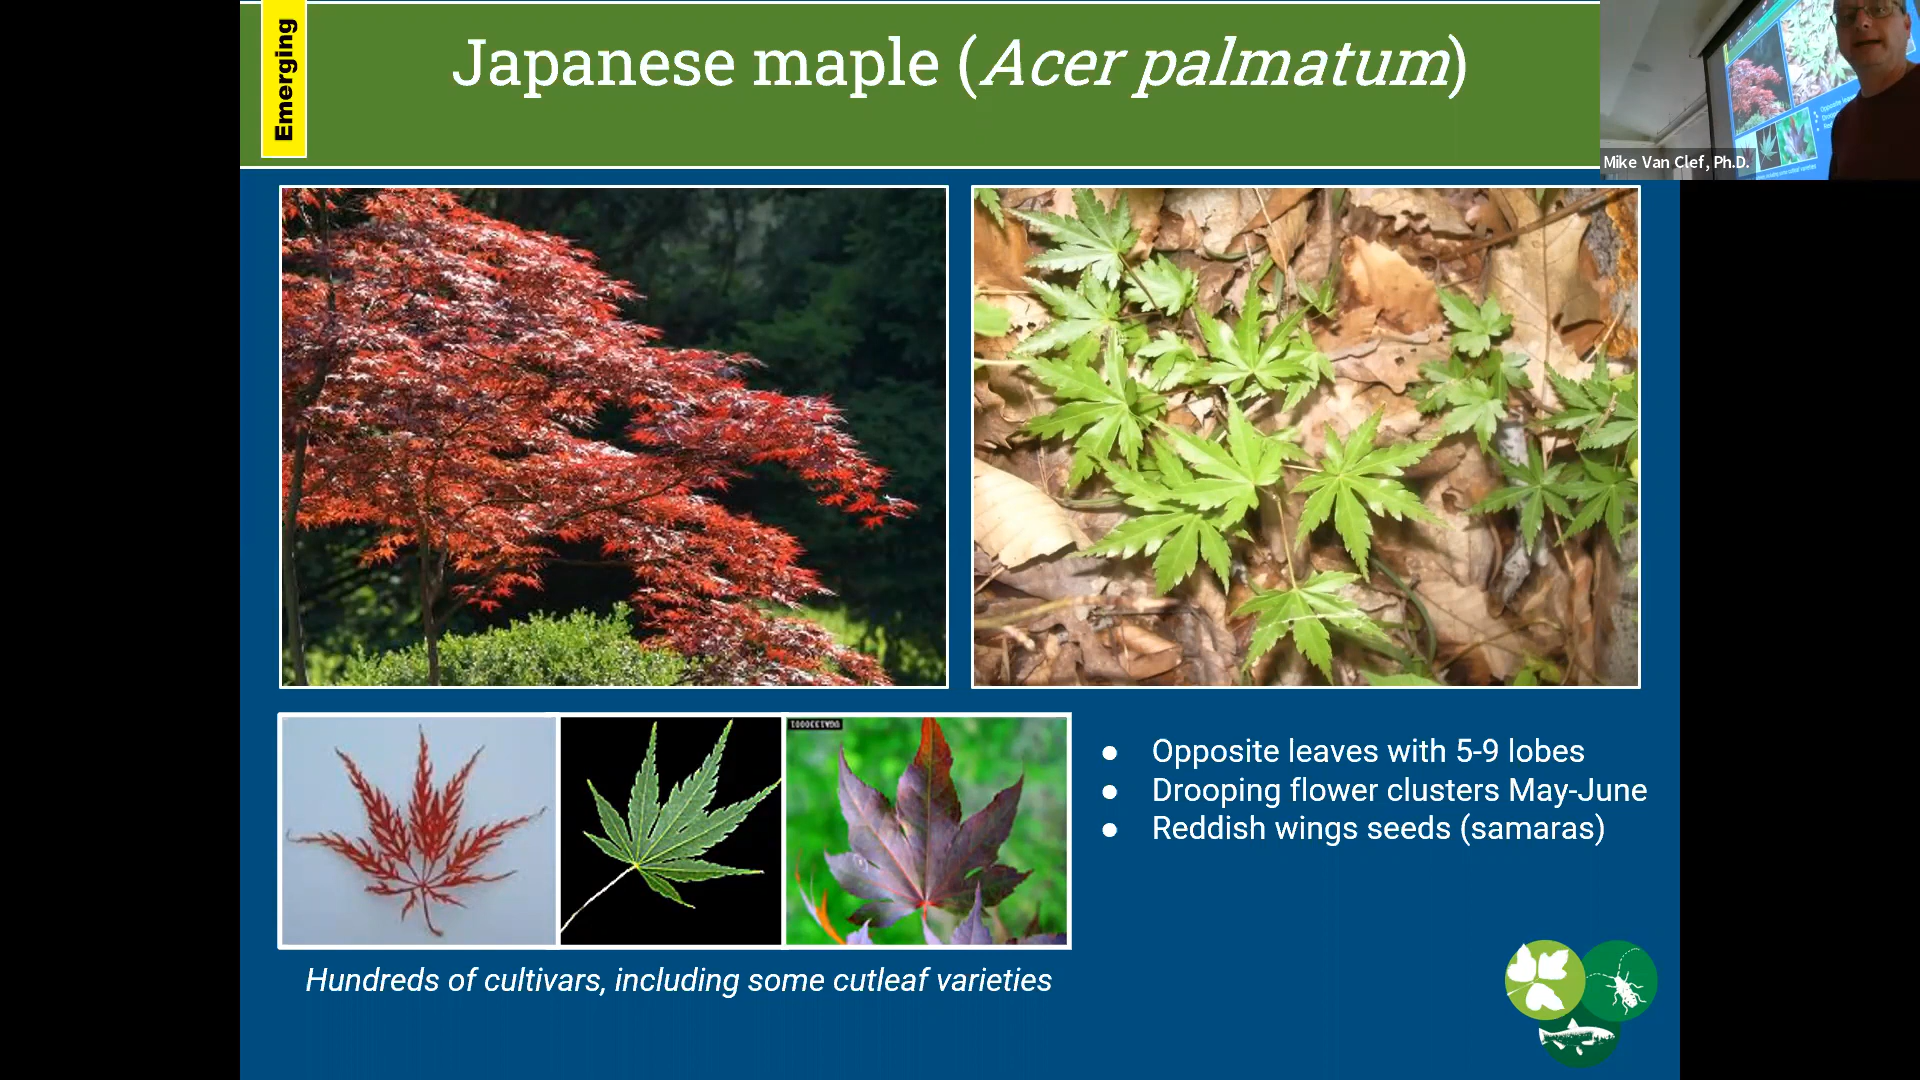 Emerging
Japanese maple (Acer palmatum)
Mike Van Clef, Ph.D.
Opposite leaves with 5-9 lobes
Drooping flower clusters May-June
Reddish wings seeds (samaras)
Hundreds of cultivars, including some cutleaf varieties